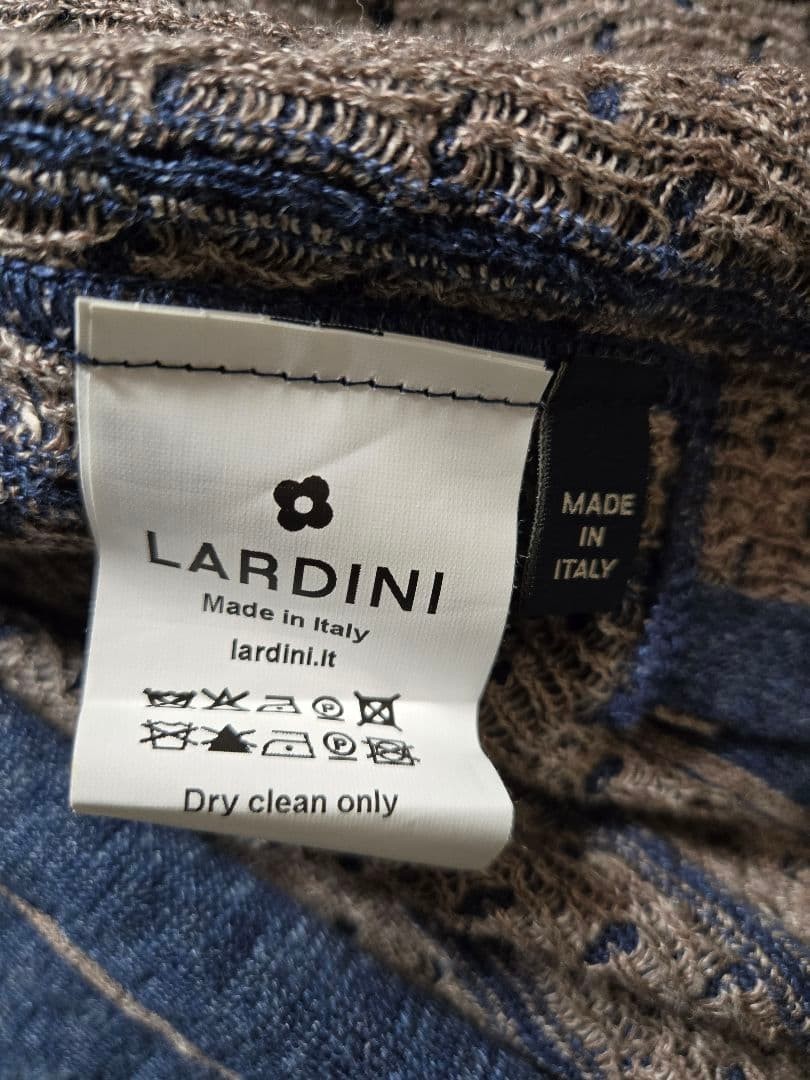 LARDINI
Made in Italy
lardini.It
P
P
Dry clean only
MADE
IN
ITALY